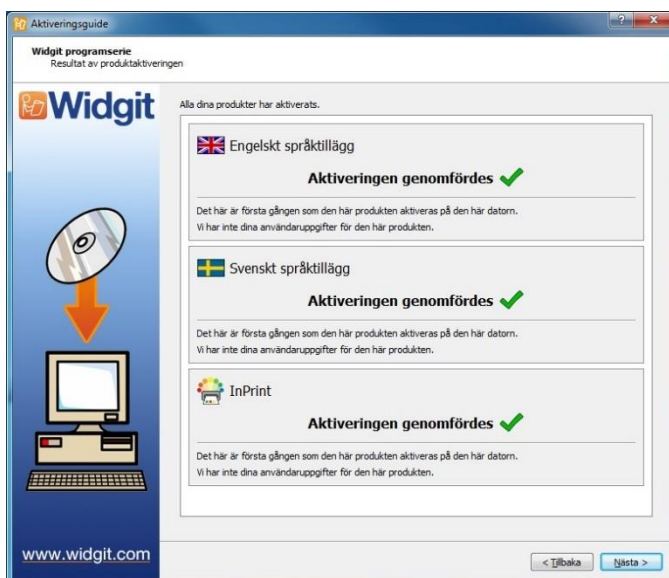 Aktiveringsguide
Widgit programserie
Resultat av produktaktiveringen
Widgit
Alla dina produkter har aktiverats.
Engelskt språktillägg
Aktiveringen genomfördes
Det här är första gången som den här produkten aktiveras på den här datorn.
Vi har inte dina användaruppgifter för den här produkten.
Svenskt språktillägg
Aktiveringen genomfördes
Det här är första gången som den här produkten aktiveras på den här datorn.
Vi har inte dina användaruppgifter för den här produkten.
InPrint
Aktiveringen genomfördes
Det här är första gången som den här produkten aktiveras på den här datorn.
Vi har inte dina användaruppgifter för den här produkten.
www.widgit.com
< Tilbaka
Nästa >